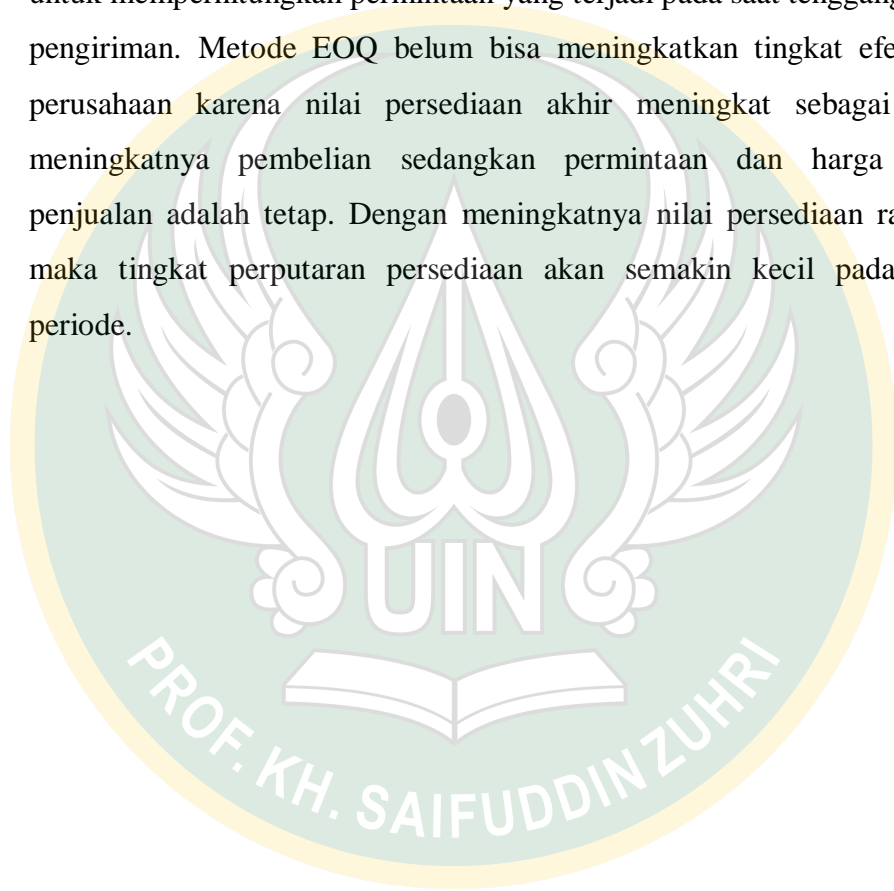 untuk memperhitungkan permintaan yang terjadi pada saat tenggang
pengiriman. Metode EOQ belum bisa meningkatkan tingkat
perusahaan karena nilai persediaan akhir meningkat sebagai
meningkatnya pembelian sedangkan permintaan dan harga
penjualan adalah tetap. Dengan meningkatnya nilai persediaan
maka tingkat perputaran persediaan akan semakin kecil pada
periode.
UIN
PROF. KH. SAIFUDDIN ZUHRI